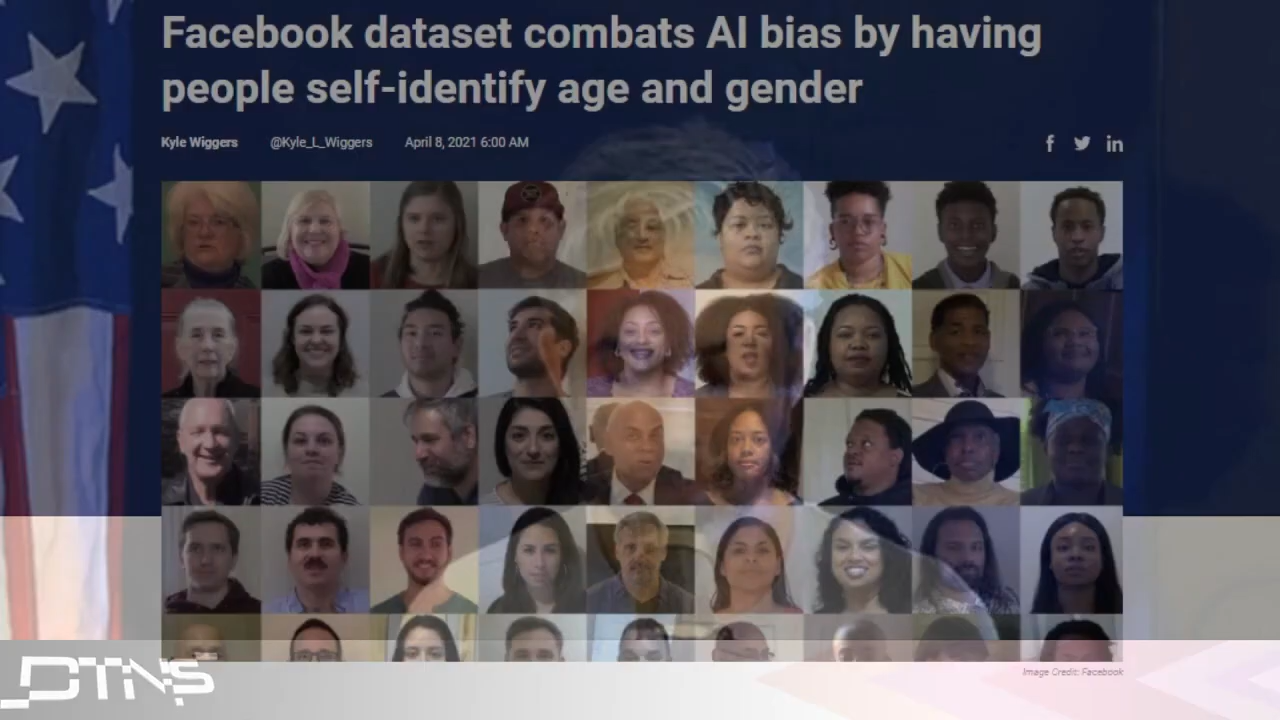 Facebook dataset combats AI bias by having
people self-identify age and gender
Kyle Wiggers @Kyle_L_Wiggers April 8, 2021 6:00 AM
Image Credit: Facebook
DTNS